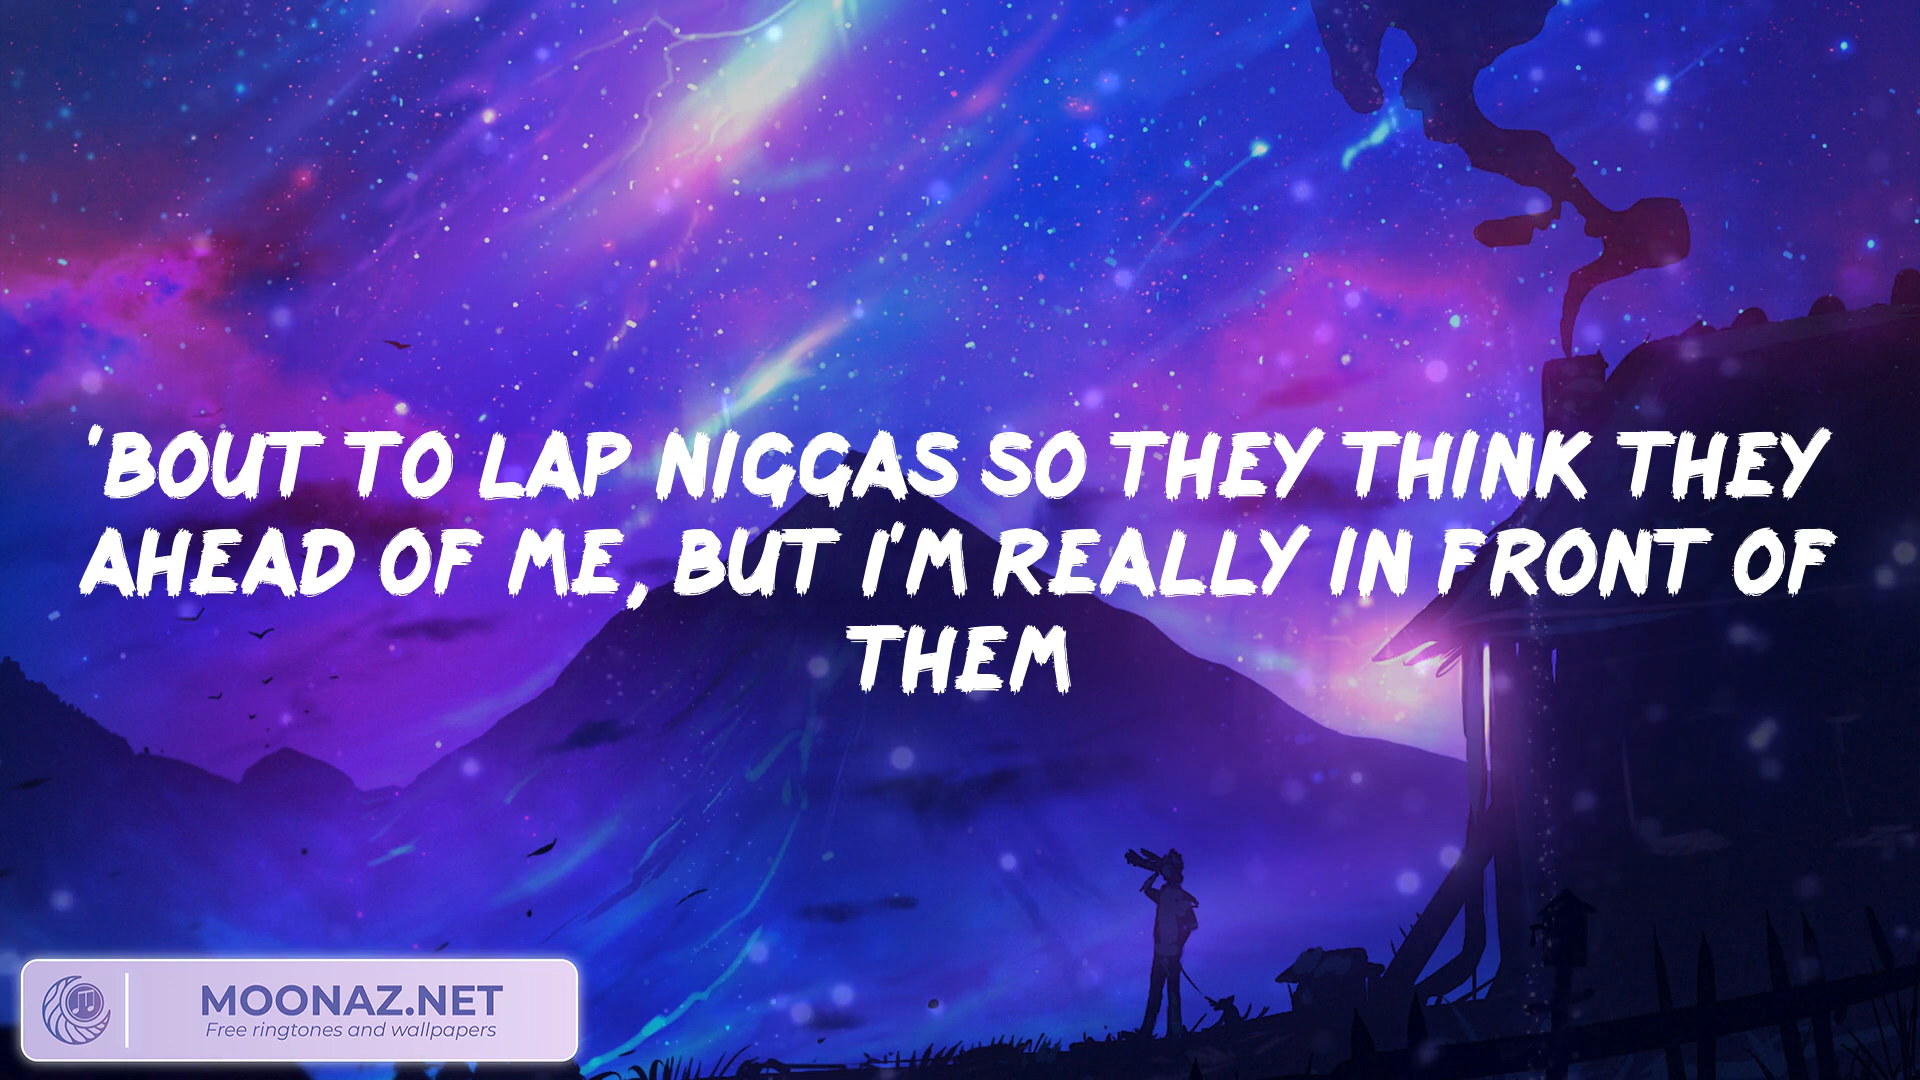 'BOUT TO LAP NIGGAS SO THEY THINK THEY
AHEAD OF ME, BUT I'M REALLY IN FRONT OF
THEM
MOONAZ.NET
Free ringtones and wallpapers